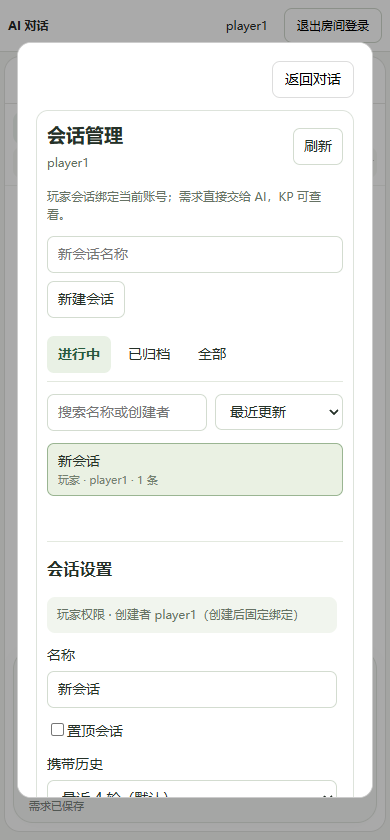 AI 对话
player1
退出房间登录
返回对话
会话管理
player1
刷新
玩家会话绑定当前账号；需求直接交给 AI，KP 可查
看。
新会话名称
新建会话
进行中
已归档
全部
搜索名称或创建者
最近更新
新会话
玩家 · player1 · 1 条
会话设置
玩家权限 · 创建者 player1（创建后固定绑定）
名称
新会话
置顶会话
携带历史
最近 4 轮（默认）
需求已保存